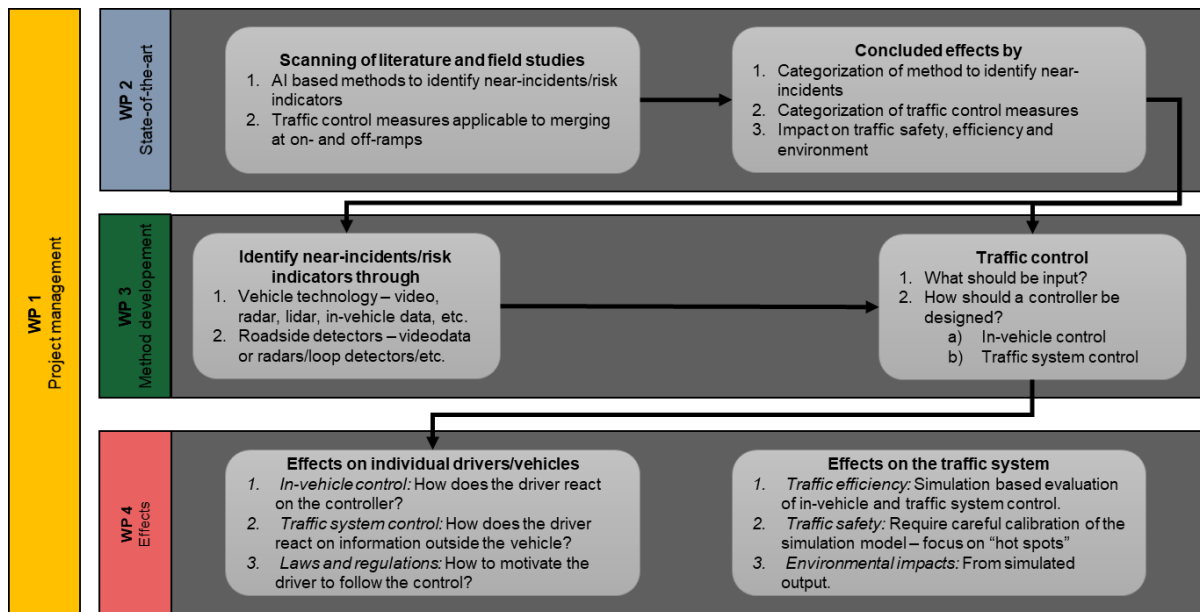 WP 1
Project management
WP 2
State-of-the-art
Scanning of literature and field studies
1. AI based methods to identify near-incidents/risk
indicators
2. Traffic control measures applicable to merging
at on- and off-ramps
Concluded effects by
1. Categorization of method to identify near-
incidents
2. Categorization of traffic control measures
3. Impact on traffic safety, efficiency and
environment
WP 3
Method developement
Identify near-incidents/risk
indicators through
1. Vehicle technology – video,
radar, lidar, in-vehicle data, etc.
2. Roadside detectors – videodata
or radars/loop detectors/etc.
Traffic control
1. What should be input?
2. How should a controller be
designed?
a) In-vehicle control
b) Traffic system control
WP 4
Effects
Effects on individual drivers/vehicles
1. In-vehicle control: How does the driver react
on the controller?
2. Traffic system control: How does the driver
react on information outside the vehicle?
3. Laws and regulations: How to motivate the
driver to follow the control?
Effects on the traffic system
1. Traffic efficiency: Simulation based evaluation
of in-vehicle and traffic system control.
2. Traffic safety: Require careful calibration of the
simulation model – focus on “hot spots”
3. Environmental impacts: From simulated
output.